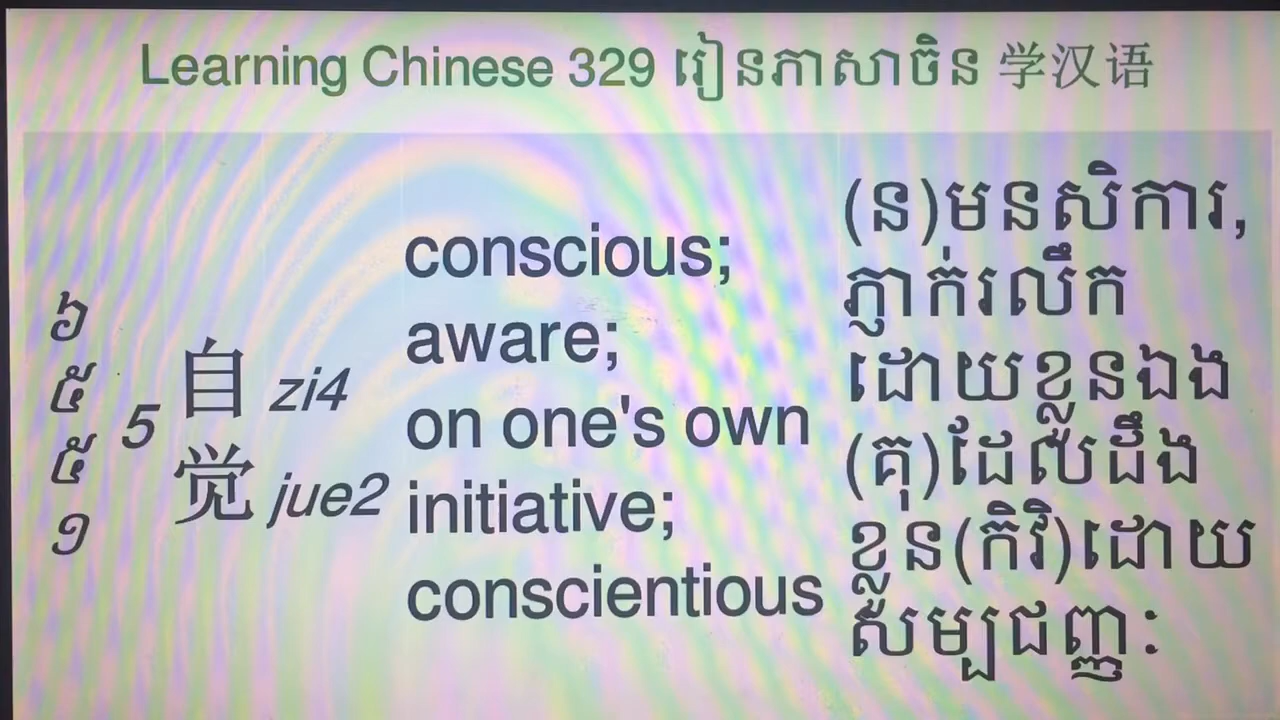 Learning Chinese 329 រៀនភាសាចិន 学汉语
៦
៥
៥
១
5
自 zi4
觉 jue2
conscious;
aware;
on one's own
initiative;
conscientious
(ន)មនសិការ,
ភ្ញាក់រលឹក
ដោយខ្លួនឯង
(គុ)ដែលដឹង
ខ្លួន(កិវិ)ដោយ
សម្បជញ្ញៈ